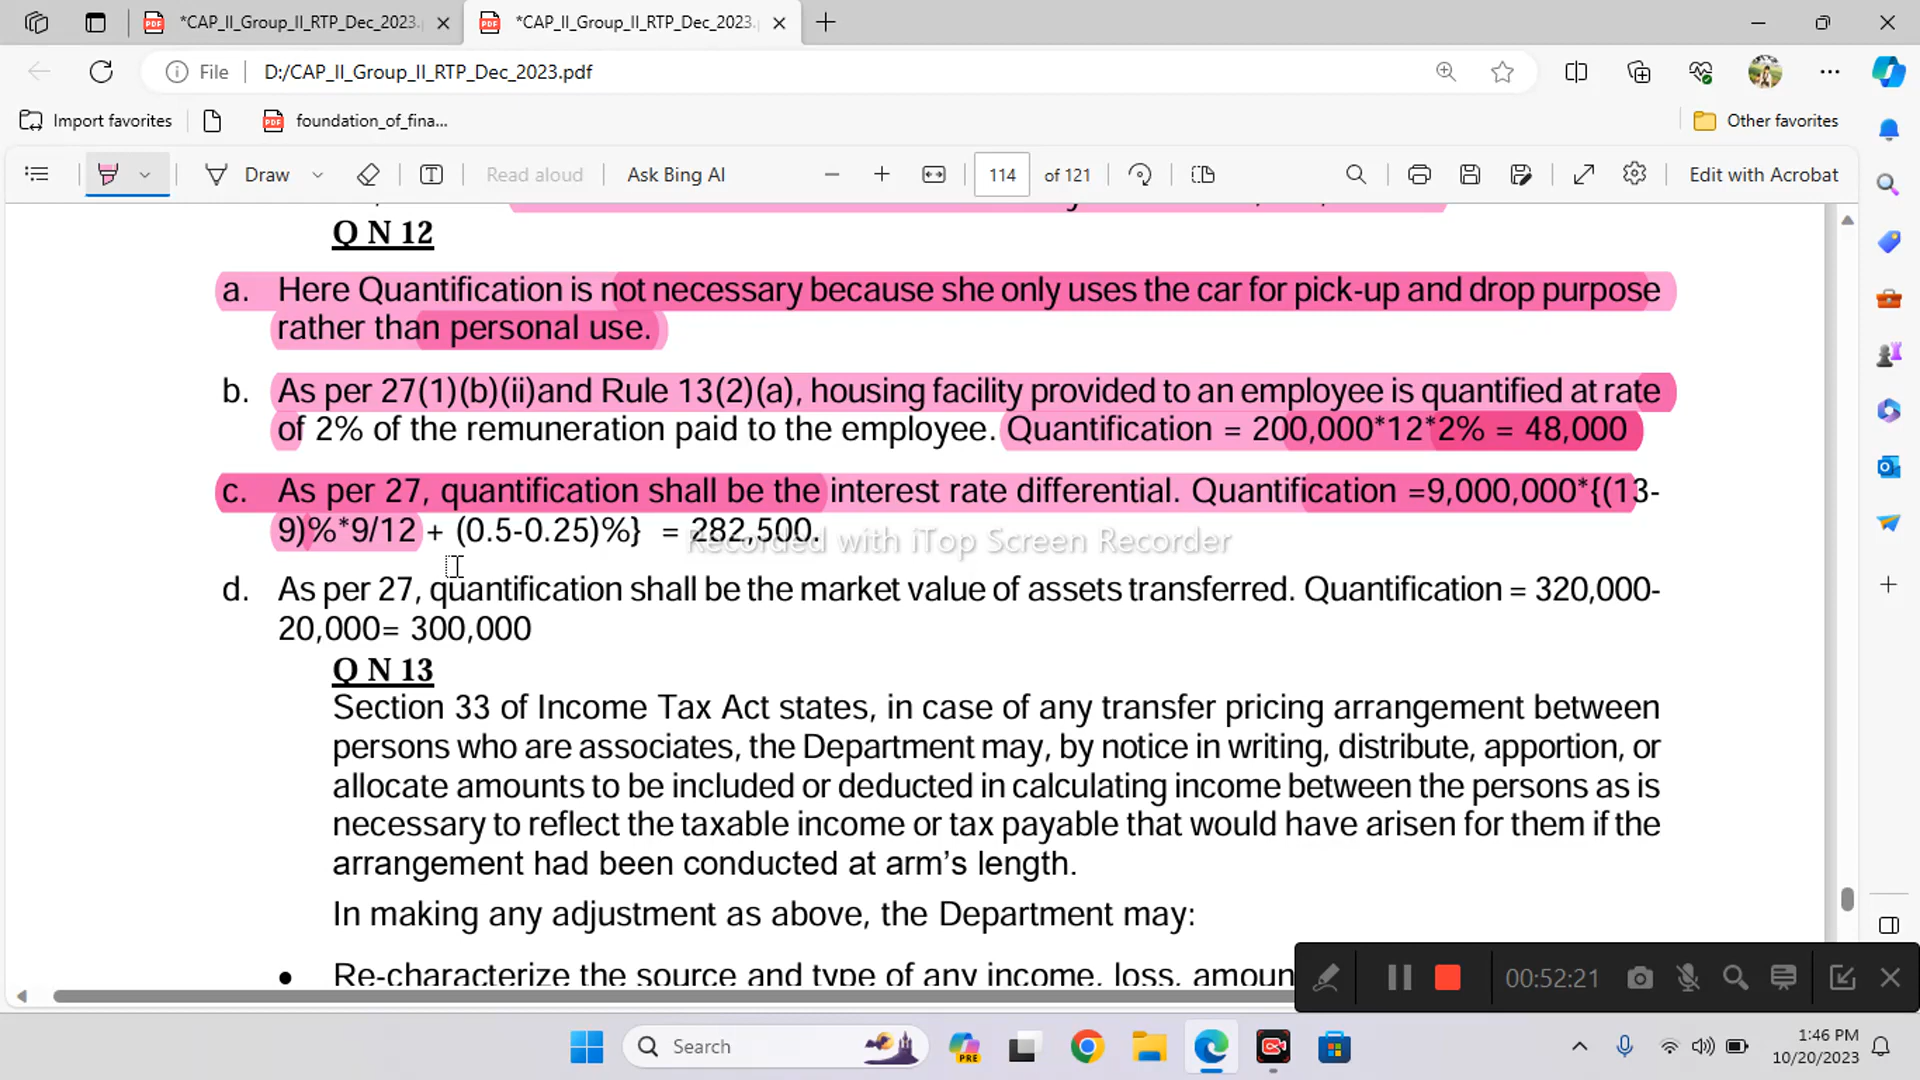 *CAP_II_Group_II_RTP_Dec_2023.
*CAP_II_Group_II_RTP_Dec_2023.
File
D:/CAP_II_Group_II_RTP_Dec_2023.pdf
Import favorites
foundation_of_fina...
Other favorites
Draw
Read aloud
Ask Bing AI
114
of 121
Edit with Acrobat
Q N 12
a. Here Quantification is not necessary because she only uses the car for pick-up and drop purpose
rather than personal use.
b. As per 27(1)(b)(ii)and Rule 13(2)(a), housing facility provided to an employee is quantified at rate
of 2% of the remuneration paid to the employee. Quantification = 200,000*12*2% = 48,000
c. As per 27, quantification shall be the interest rate differential. Quantification =9,000,000*{(13-
9)%*9/12 + (0.5-0.25)%} = 282,500.
Recorded with iTop Screen Recorder
d. As per 27, quantification shall be the market value of assets transferred. Quantification = 320,000-
20,000= 300,000
Q N 13
Section 33 of Income Tax Act states, in case of any transfer pricing arrangement between
persons who are associates, the Department may, by notice in writing, distribute, apportion, or
allocate amounts to be included or deducted in calculating income between the persons as is
necessary to reflect the taxable income or tax payable that would have arisen for them if the
arrangement had been conducted at arm's length.
In making any adjustment as above, the Department may:
• Re-characterize the source and type of any income, loss, amoun
00:52:21
Search
PRE
1:46 PM
10/20/2023